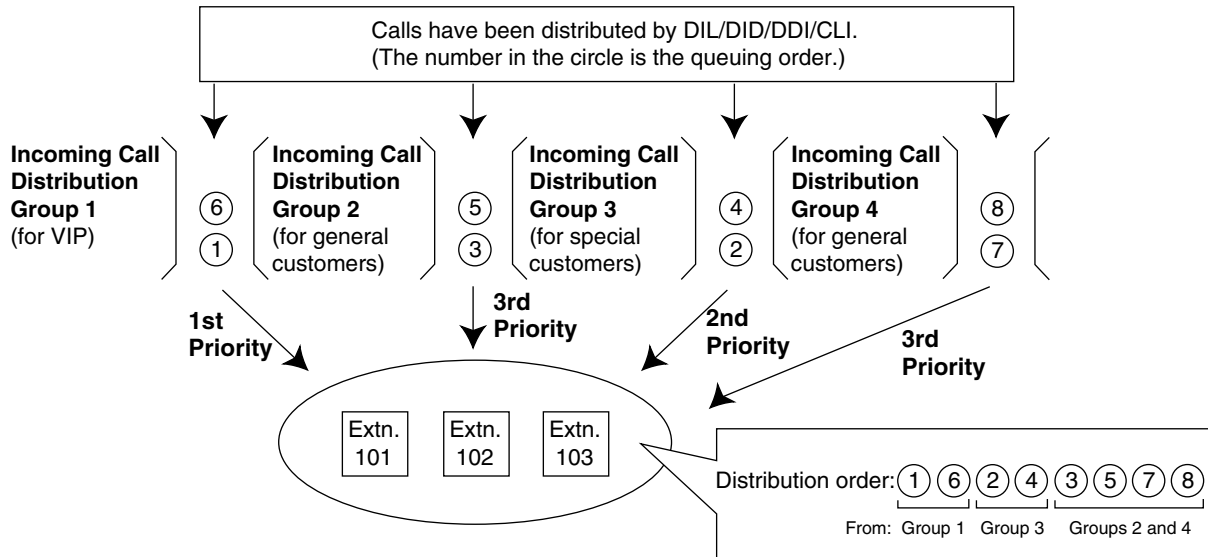 Calls have been distributed by DIL/DID/DDI/CLI.
(The number in the circle is the queuing order.)
Incoming Call
Distribution
Group 1
(for VIP)
6
1
Incoming Call
Distribution
Group 2
(for general
customers)
5
3
Incoming Call
Distribution
Group 3
(for special
customers)
4
2
Incoming Call
Distribution
Group 4
(for general
customers)
8
7
1st
Priority
3rd
Priority
2nd
Priority
3rd
Priority
Extn.
101
Extn.
102
Extn.
103
Distribution order: 1 6 2 4 3 5 7 8
From: Group 1 Group 3 Groups 2 and 4